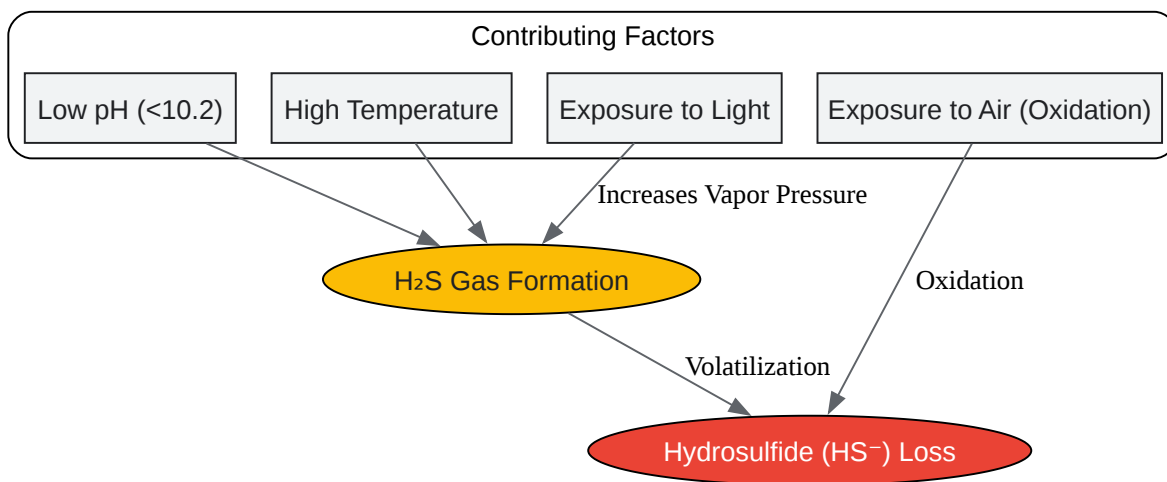 Contributing Factors
Low pH (<10.2)
High Temperature
Exposure to Light
Exposure to Air (Oxidation)
Increases Vapor Pressure
H₂S Gas Formation
Oxidation
Volatilization
Hydrosulfide (HS⁻) Loss